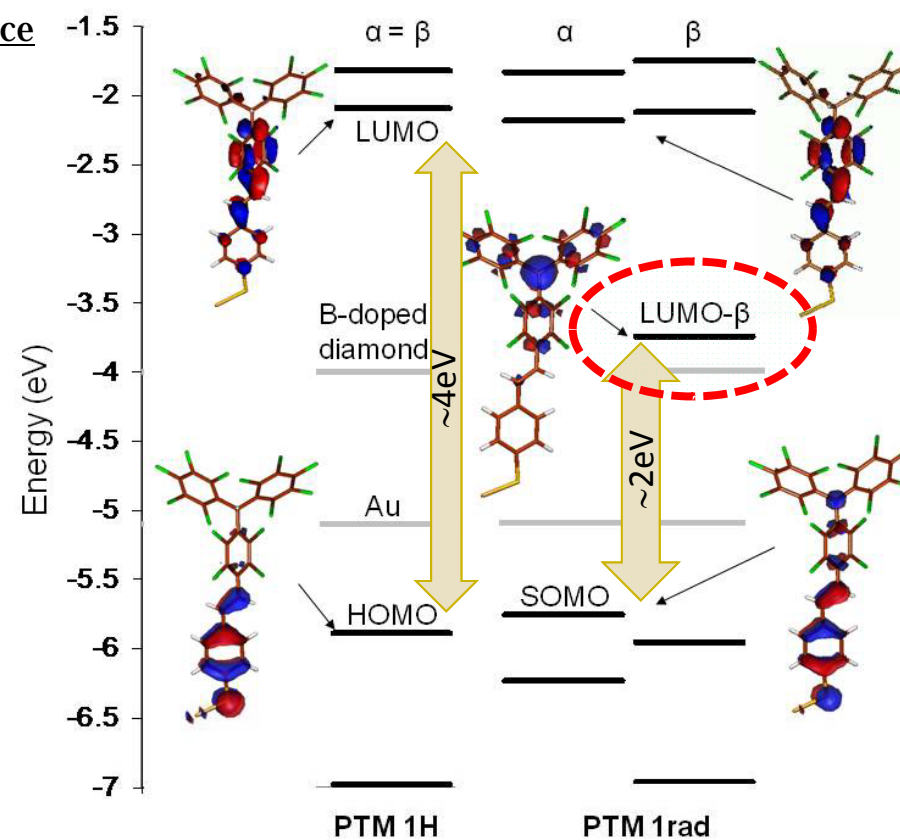 ce
α = β
α
β
-1.5
-2
-2.5
-3
-3.5
-4
-4.5
-5
-5.5
-6
-6.5
-7
Energy (eV)
LUMO
B-doped
diamond
~4eV
LUMO-β
~2eV
Au
HOMO
SOMO
PTM 1H
PTM 1rad